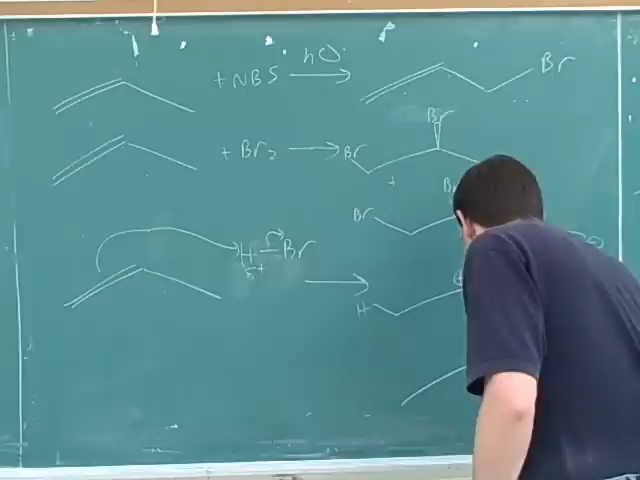 + NBS hν Br
+ Br₂ Br Br
+
Br Br
H—Br
δ+
H